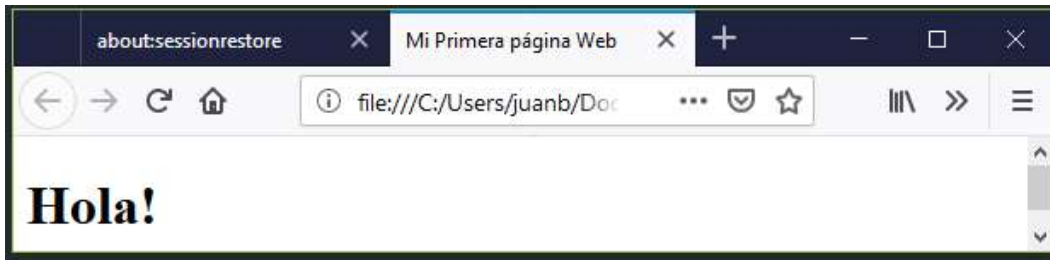 about:sessionrestore
Mi Primera página Web
file:///C:/Users/juanb/Doc
Hola!